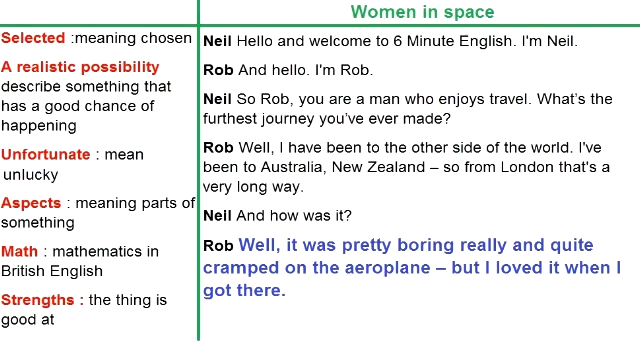 Women in space
Selected :meaning chosen
A realistic possibility
describe something that
has a good chance of
happening
Unfortunate : mean
unlucky
Aspects : meaning parts of
something
Math : mathematics in
British English
Strengths : the thing is
good at
Neil Hello and welcome to 6 Minute English. I'm Neil.
Rob And hello. I'm Rob.
Neil So Rob, you are a man who enjoys travel. What's the
furthest journey you've ever made?
Rob Well, I have been to the other side of the world. I've
been to Australia, New Zealand – so from London that's a
very long way.
Neil And how was it?
Rob Well, it was pretty boring really and quite
cramped on the aeroplane – but I loved it when I
got there.